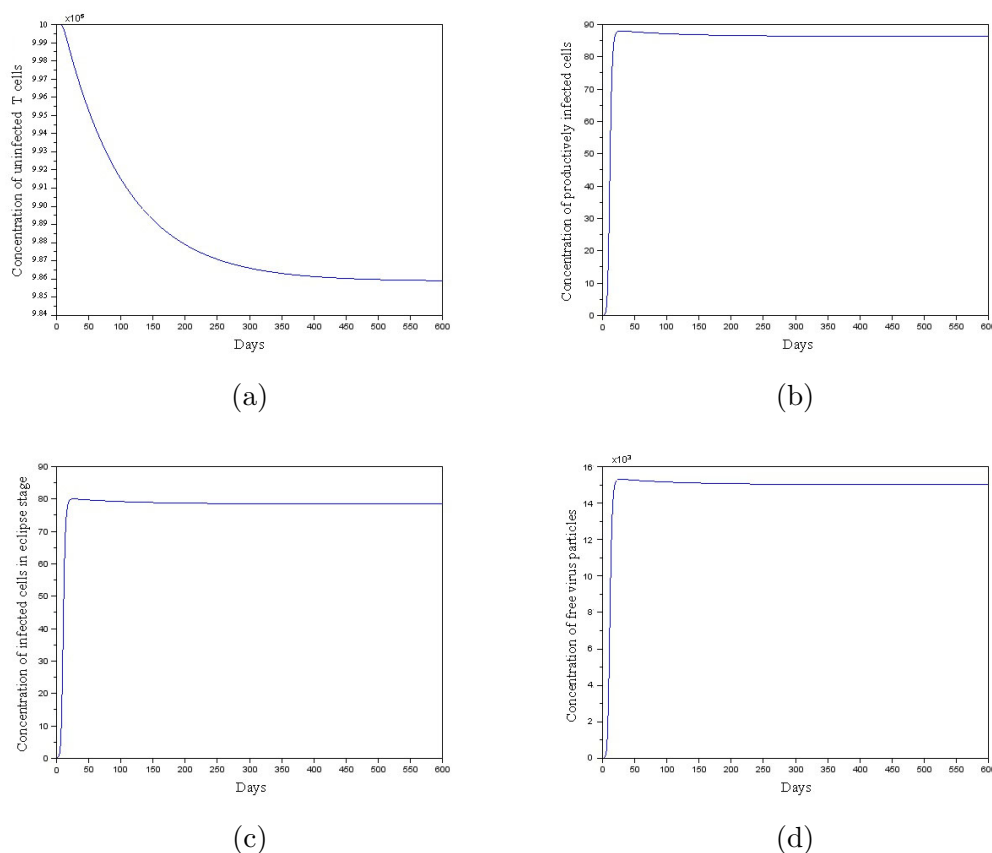 x10⁶
10
9.99
9.98
9.97
9.96
9.95
9.94
9.93
9.92
9.91
9.90
9.89
9.88
9.87
9.86
9.85
9.84
Concentration of uninfected T cells
0 50 100 150 200 250 300 350 400 450 500 550 600
Days
(a)
90
80
70
60
50
40
30
20
10
0
Concentration of productively infected cells
0 50 100 150 200 250 300 350 400 450 500 550 600
Days
(b)
90
80
70
60
50
40
30
20
10
0
Concentration of infected cells in eclipse stage
0 50 100 150 200 250 300 350 400 450 500 550 600
Days
(c)
x10³
16
14
12
10
8
6
4
2
0
Concentration of free virus particles
0 50 100 150 200 250 300 350 400 450 500 550 600
Days
(d)